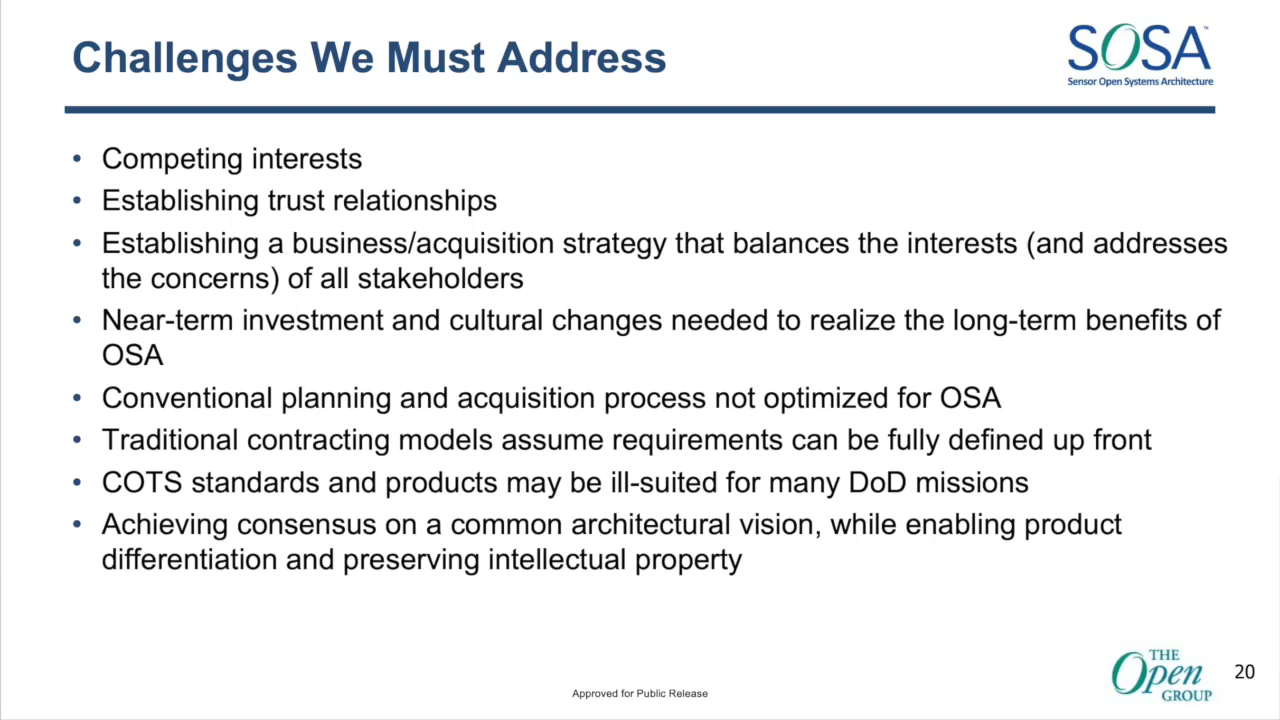 Challenges We Must Address
SOSA™
Sensor Open Systems Architecture
• Competing interests
• Establishing trust relationships
• Establishing a business/acquisition strategy that balances the interests (and addresses
the concerns) of all stakeholders
• Near-term investment and cultural changes needed to realize the long-term benefits of
OSA
• Conventional planning and acquisition process not optimized for OSA
• Traditional contracting models assume requirements can be fully defined up front
• COTS standards and products may be ill-suited for many DoD missions
• Achieving consensus on a common architectural vision, while enabling product
differentiation and preserving intellectual property
THE
Open
GROUP
20
Approved for Public Release